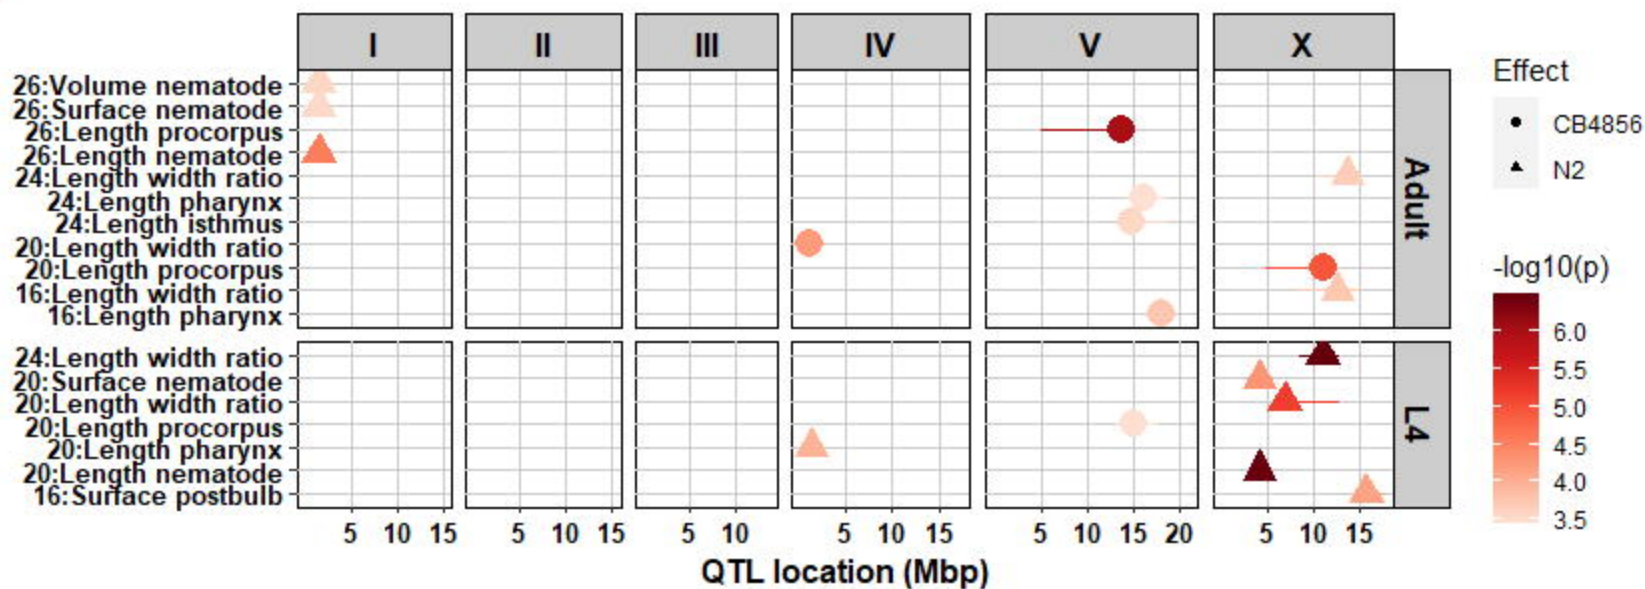 I II III IV V X
26:Volume nematode
26:Surface nematode
26:Length procorpus
26:Length nematode
24:Length width ratio
24:Length pharynx
24:Length isthmus
20:Length width ratio
20:Length procorpus
16:Length width ratio
16:Length pharynx
Adult
24:Length width ratio
20:Surface nematode
20:Length width ratio
20:Length procorpus
20:Length pharynx
20:Length nematode
16:Surface postbulb
L4
5 10 15 5 10 15 5 10 5 10 15 5 10 15 20 5 10 15
QTL location (Mbp)
Effect
CB4856
N2
-log10(p)
6.0
5.5
5.0
4.5
4.0
3.5